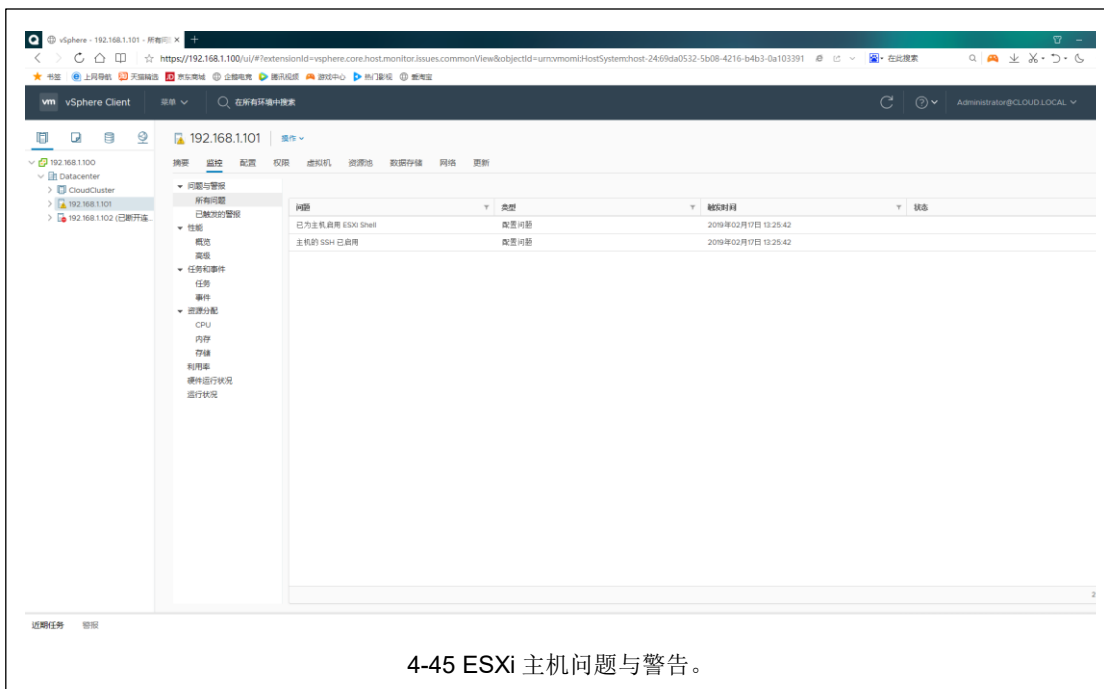 vSphere - 192.168.1.101 - 所有问题
https://192.168.1.100/ui/#?extensionId=vsphere.core.host.monitor.issues.commonView&objectId=urn:vmomi:HostSystem:host-24:69da0532-5b08-4216-b4b3-0a103391
在此搜索
书签 上网导航 天猫精选 京东商城 企鹅电竞 腾讯视频 游戏中心 热门影视 爱淘宝
vm vSphere Client 菜单 在所有环境中搜索 Administrator@CLOUD.LOCAL
192.168.1.101 操作
摘要 监控 配置 权限 虚拟机 资源池 数据存储 网络 更新
192.168.1.100
Datacenter
CloudCluster
192.168.1.101
192.168.1.102 (已断开连...
问题与警报
所有问题
已触发的警报
性能
概览
高级
任务和事件
任务
事件
资源分配
CPU
内存
存储
利用率
硬件运行状况
运行状况
问题 类型 触发时间 状态
已为主机启用 ESXi Shell 配置问题 2019年02月17日 13:25:42
主机的 SSH 已启用 配置问题 2019年02月17日 13:25:42
2
近期任务 警报
4-45 ESXi 主机问题与警告。